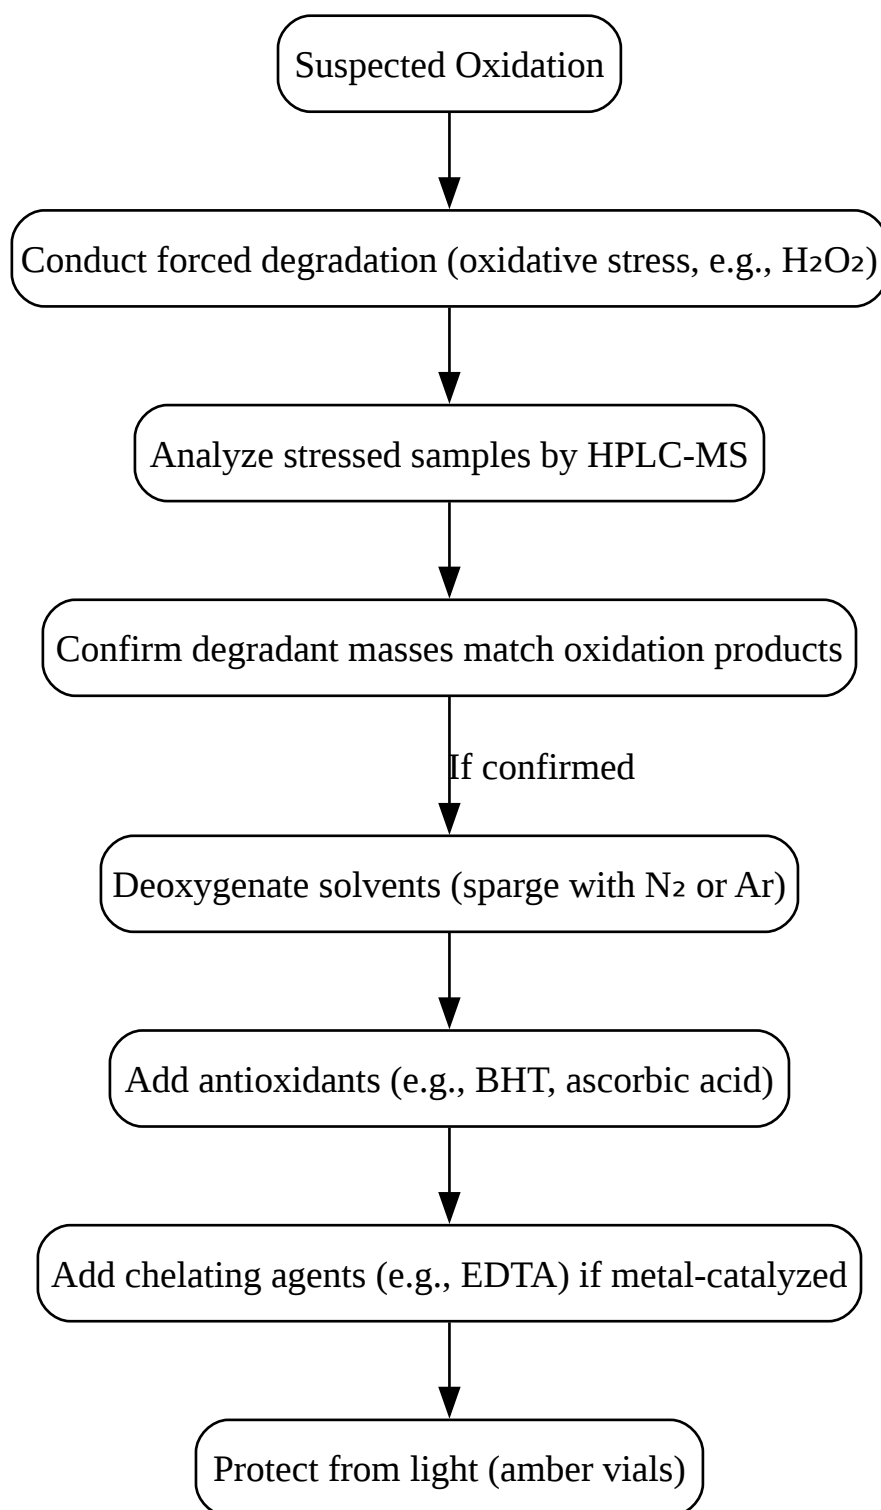 Suspected Oxidation
Conduct forced degradation (oxidative stress, e.g., H₂O₂)
Analyze stressed samples by HPLC-MS
Confirm degradant masses match oxidation products
If confirmed
Deoxygenate solvents (sparge with N₂ or Ar)
Add antioxidants (e.g., BHT, ascorbic acid)
Add chelating agents (e.g., EDTA) if metal-catalyzed
Protect from light (amber vials)